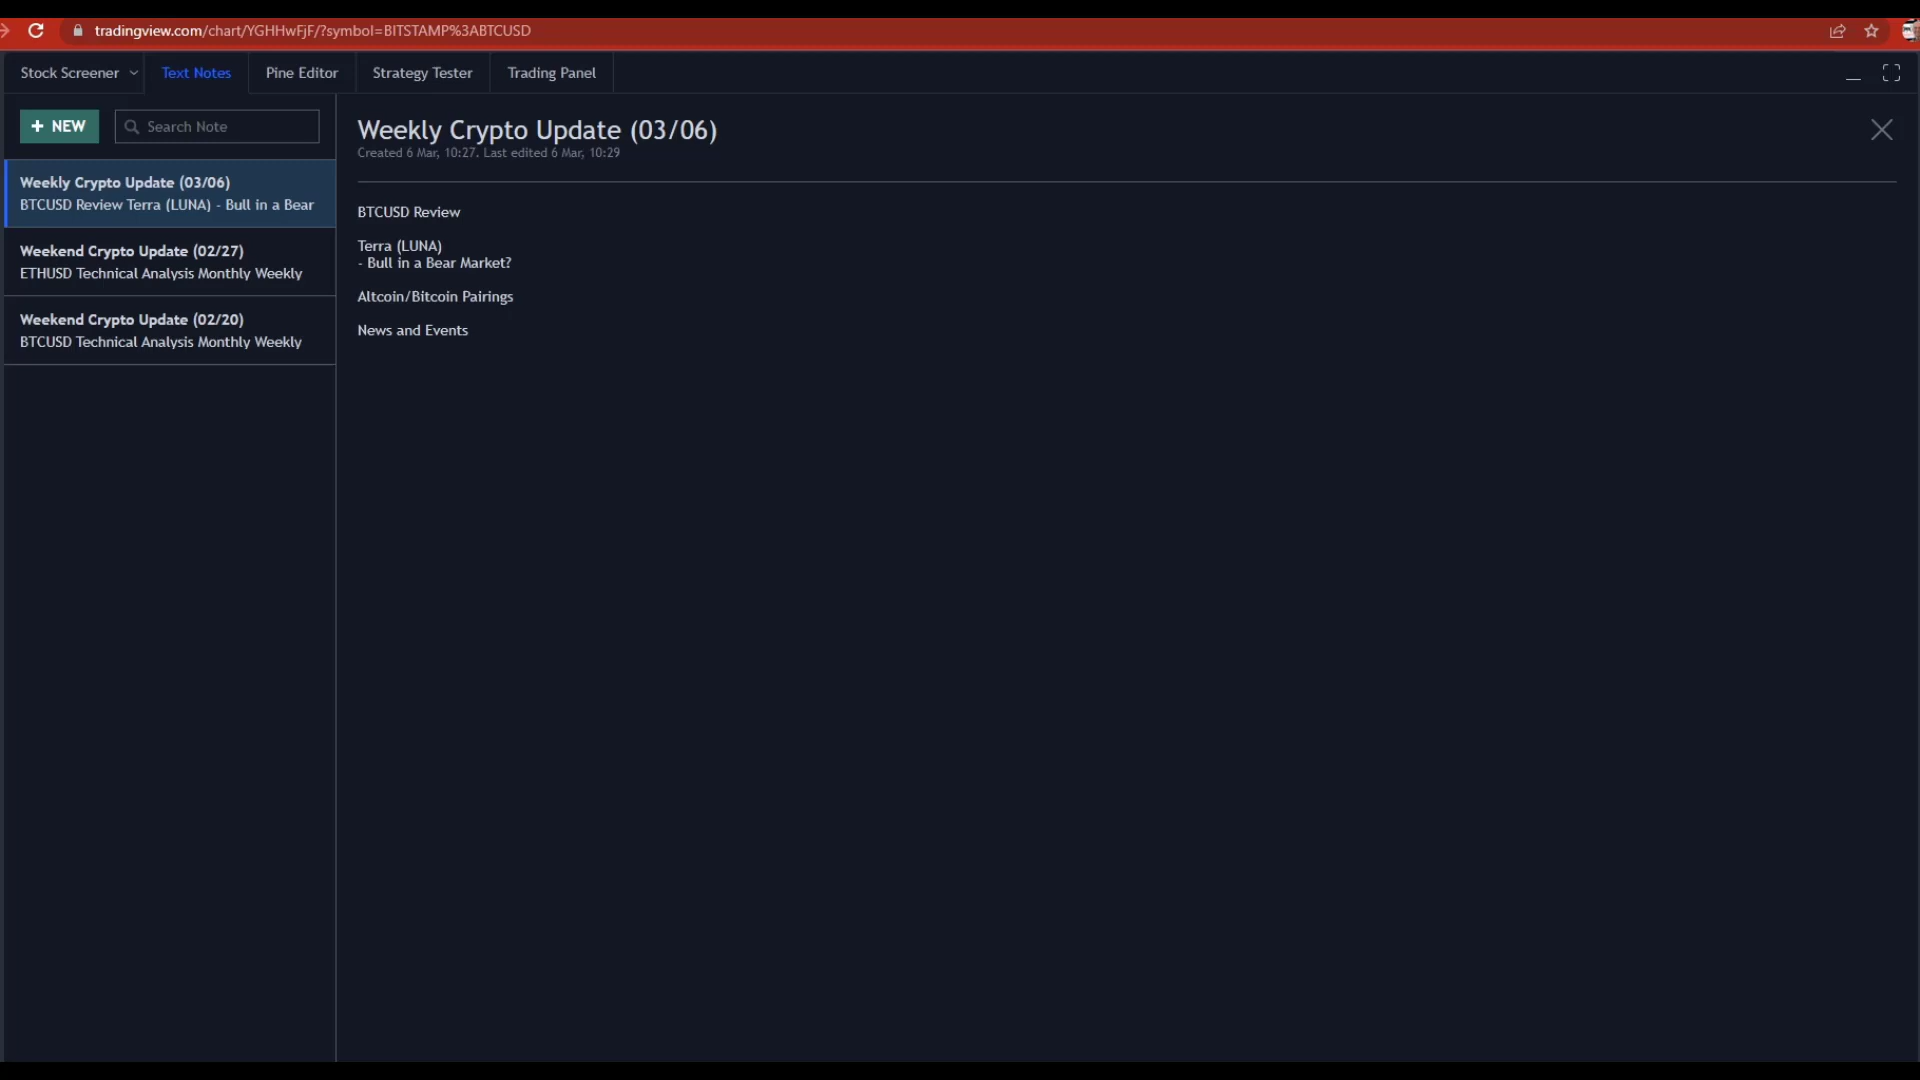 tradingview.com/chart/YGHHwFjF/?symbol=BITSTAMP%3ABTCUSD
Stock Screener
Text Notes
Pine Editor
Strategy Tester
Trading Panel
+ NEW
Search Note
Weekly Crypto Update (03/06)
BTCUSD Review Terra (LUNA) - Bull in a Bear
Weekend Crypto Update (02/27)
ETHUSD Technical Analysis Monthly Weekly
Weekend Crypto Update (02/20)
BTCUSD Technical Analysis Monthly Weekly
Weekly Crypto Update (03/06)
Created 6 Mar, 10:27. Last edited 6 Mar, 10:29
BTCUSD Review
Terra (LUNA)
- Bull in a Bear Market?
Altcoin/Bitcoin Pairings
News and Events